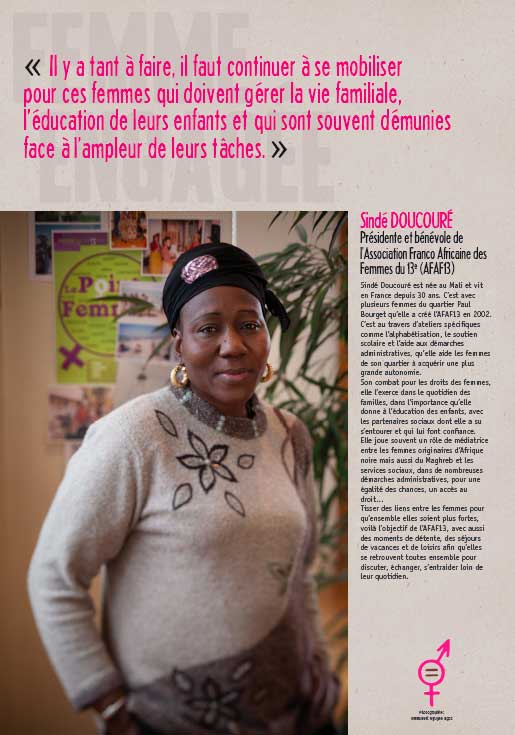 FEMME
« Il y a tant à faire, il faut continuer à se mobiliser
pour ces femmes qui doivent gérer la vie familiale,
l'éducation de leurs enfants et qui sont souvent démunies
face à l'ampleur de leurs tâches. »
ENGAGÉE
Le Poin
Femin
Sindé DOUCOURÉ
Présidente et bénévole de
l'Association Franco Africaine des
Femmes du 13e (AFAF13)
Sindé Doucouré est née au Mali et vit
en France depuis 30 ans. C'est avec
plusieurs femmes du quartier Paul
Bourget qu'elle a créé l'AFAF13 en 2002.
C'est au travers d'ateliers spécifiques
comme l'alphabétisation, le soutien
scolaire et l'aide aux démarches
administratives, qu'elle aide les femmes
de son quartier à acquérir une plus
grande autonomie.
Son combat pour les droits des femmes,
elle l'exerce dans le quotidien des
familles, dans l'importance qu'elle
donne à l'éducation des enfants, avec
les partenaires sociaux dont elle a su
s'entourer et qui lui font confiance.
Elle joue souvent un rôle de médiatrice
entre les femmes originaires d'Afrique
noire mais aussi du Maghreb et les
services sociaux, dans de nombreuses
démarches administratives, pour une
égalité des chances, un accès au
droit...
Tisser des liens entre les femmes pour
qu'ensemble elles soient plus fortes,
voilà l'objectif de l'AFAF13, avec aussi
des moments de détente, des séjours
de vacances et de loisirs afin qu'elles
se retrouvent toutes ensemble pour
discuter, échanger, s'entraider loin de
leur quotidien.